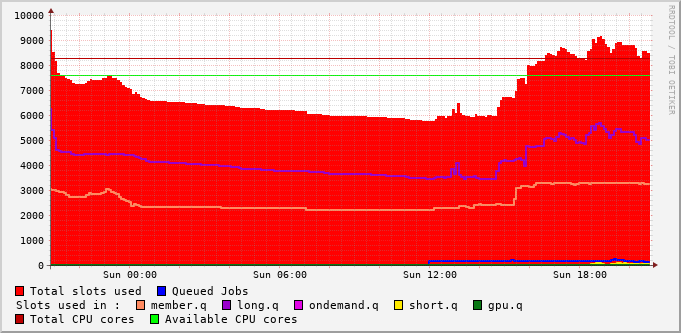 RRDTOOL / TOBI OETIKER
10000
9000
8000
7000
6000
5000
4000
3000
2000
1000
0
Sun 00:00 Sun 06:00 Sun 12:00 Sun 18:00
Total slots used Queued Jobs
Slots used in : member.q long.q ondemand.q short.q gpu.q
Total CPU cores Available CPU cores